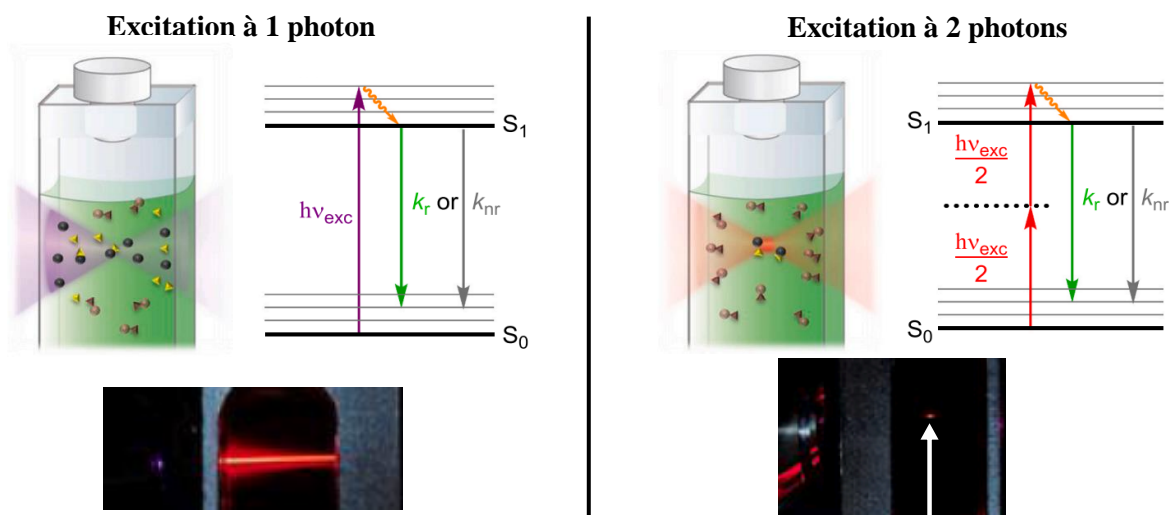 Excitation à 1 photon
S1
hνexc
kr or knr
S0
Excitation à 2 photons
S1
hνexc
2
kr or knr
hνexc
2
S0